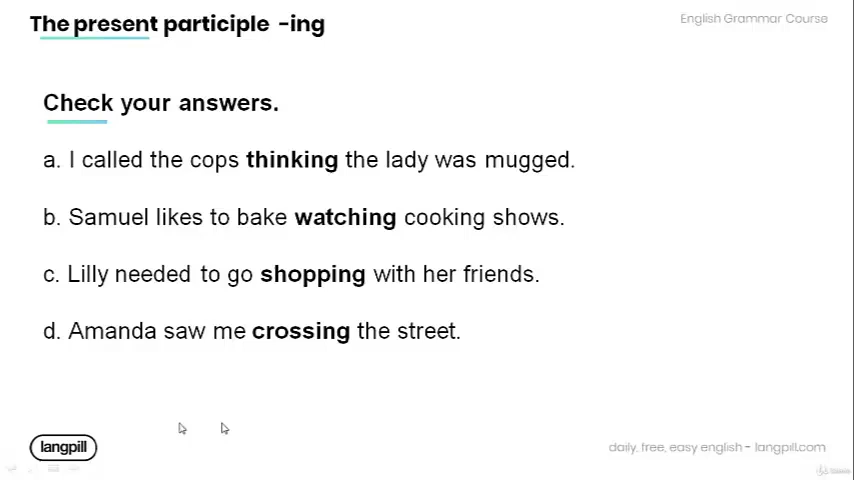 The present participle -ing
English Grammar Course
Check your answers.
a. I called the cops thinking the lady was mugged.
b. Samuel likes to bake watching cooking shows.
c. Lilly needed to go shopping with her friends.
d. Amanda saw me crossing the street.
langpill
daily, free, easy english - langpill.com